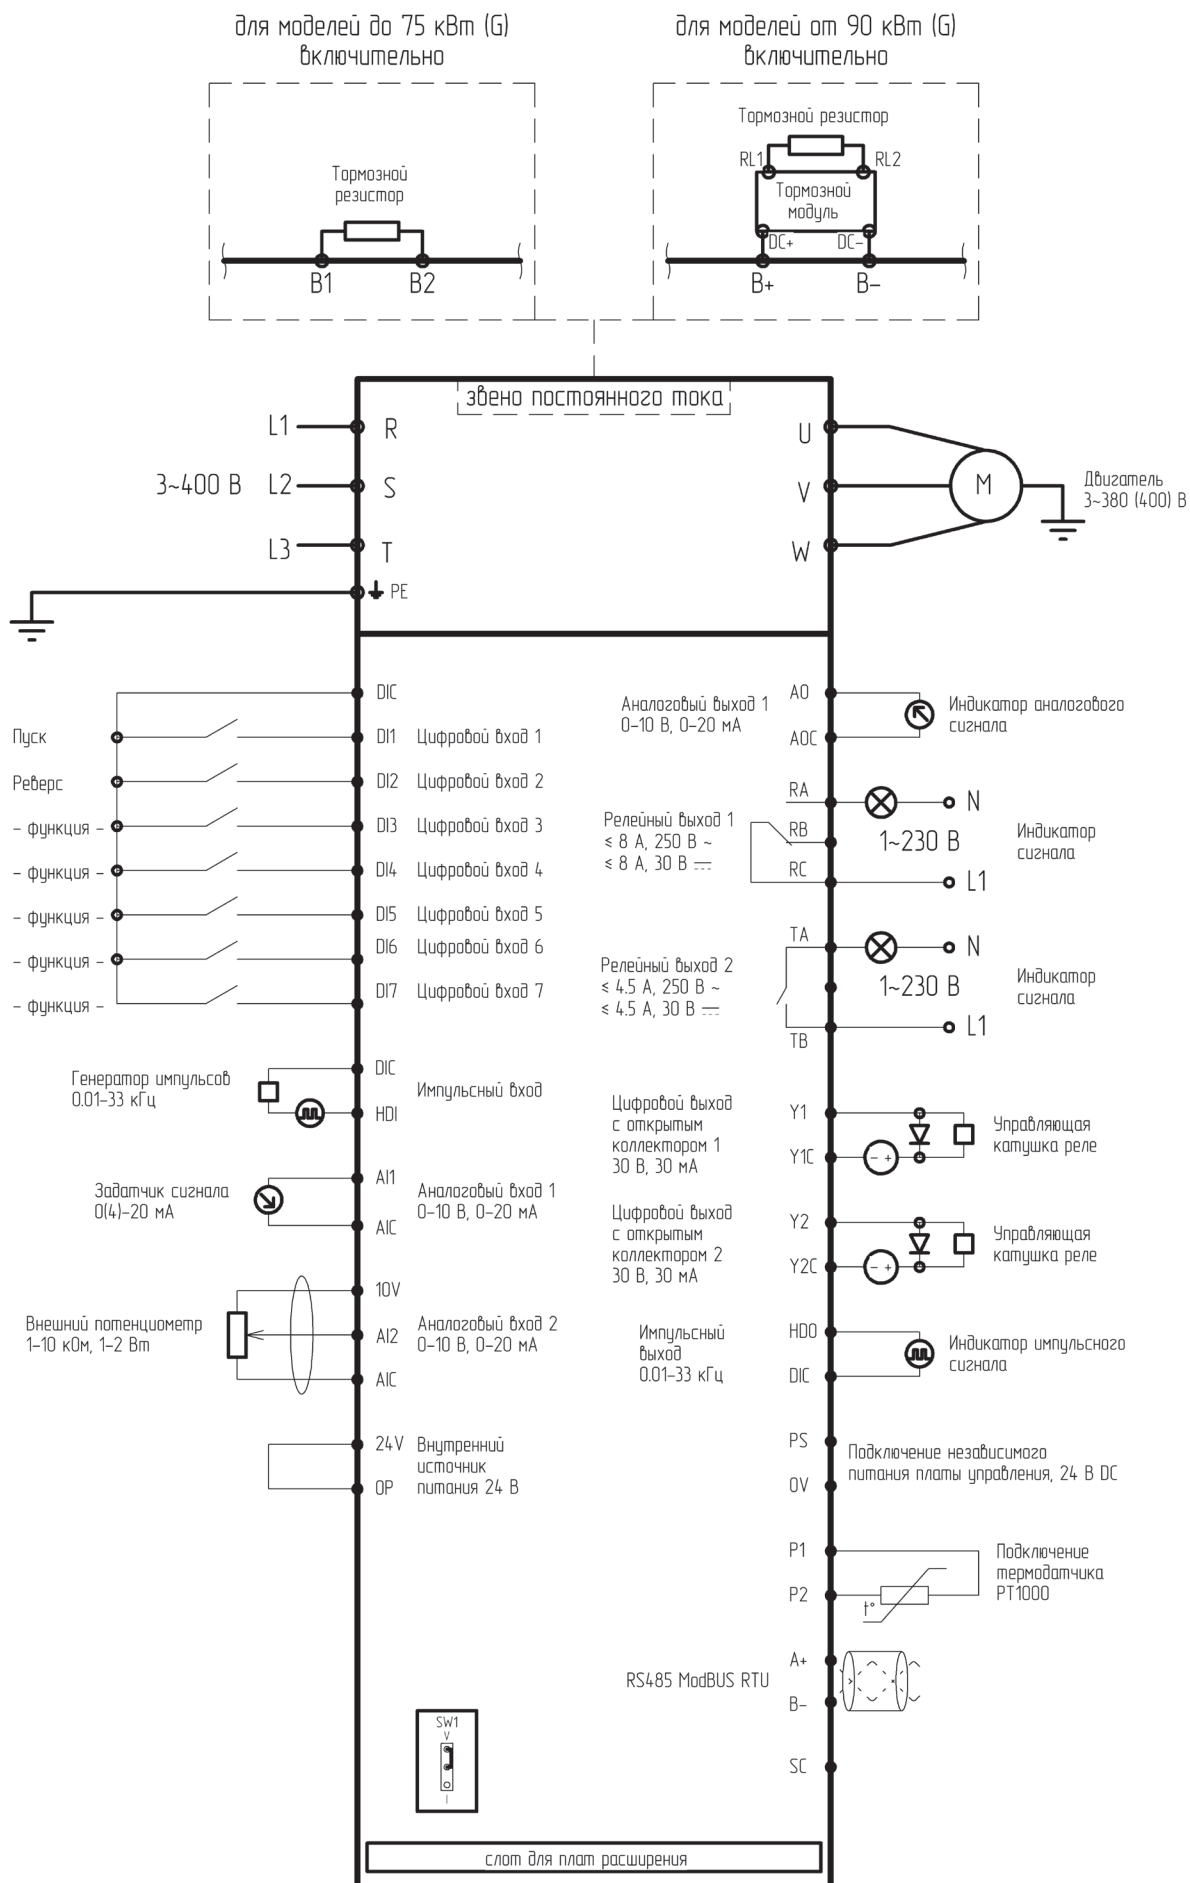 для моделей до 75 кВт (G)
включительно
для моделей от 90 кВт (G)
включительно
Тормозной
резистор
B1
B2
Тормозной резистор
RL1
RL2
Тормозной
модуль
DC+
DC-
B+
B-
звено постоянного тока
L1
R
3~400 В
L2
S
L3
T
PE
U
V
W
M
Двигатель
3~380 (400) В
DIC
Пуск
DI1
Цифровой вход 1
Реверс
DI2
Цифровой вход 2
- функция -
DI3
Цифровой вход 3
- функция -
DI4
Цифровой вход 4
- функция -
DI5
Цифровой вход 5
- функция -
DI6
Цифровой вход 6
- функция -
DI7
Цифровой вход 7
Генератор импульсов
0.01-33 кГц
DIC
HDI
Импульсный вход
Задатчик сигнала
0(4)-20 мА
AI1
AIC
Аналоговый вход 1
0-10 В, 0-20 мА
Внешний потенциометр
1-10 кОм, 1-2 Вт
10V
AI2
AIC
Аналоговый вход 2
0-10 В, 0-20 мА
24V
OP
Внутренний
источник
питания 24 В
Аналоговый выход 1
0-10 В, 0-20 мА
AO
AOC
Индикатор аналогового
сигнала
Релейный выход 1
≤ 8 А, 250 В ~
≤ 8 А, 30 В ⎓
RA
RB
RC
N
1~230 В
L1
Индикатор
сигнала
Релейный выход 2
≤ 4.5 А, 250 В ~
≤ 4.5 А, 30 В ⎓
TA
TB
N
1~230 В
L1
Индикатор
сигнала
Цифровой выход
с открытым
коллектором 1
30 В, 30 мА
Y1
Y1C
- +
Управляющая
катушка реле
Цифровой выход
с открытым
коллектором 2
30 В, 30 мА
Y2
Y2C
- +
Управляющая
катушка реле
Импульсный
выход
0.01-33 кГц
HDO
DIC
Индикатор импульсного
сигнала
PS
0V
Подключение независимого
питания платы управления, 24 В DC
P1
P2
t°
Подключение
термодатчика
PT1000
RS485 ModBUS RTU
A+
B-
SC
SW1
V
I
слот для плат расширения